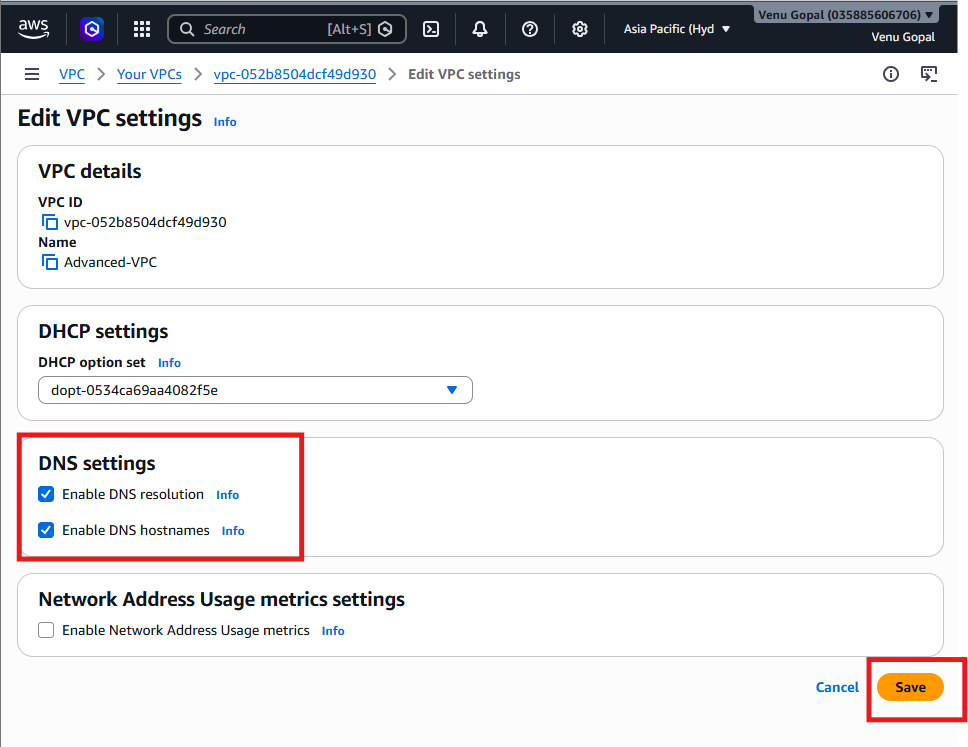 aws
Search [Alt+S]
Asia Pacific (Hyd
Venu Gopal (035885606706)
Venu Gopal
VPC
Your VPCs
vpc-052b8504dcf49d930
Edit VPC settings
Edit VPC settings Info
VPC details
VPC ID
vpc-052b8504dcf49d930
Name
Advanced-VPC
DHCP settings
DHCP option set Info
dopt-0534ca69aa4082f5e
DNS settings
Enable DNS resolution Info
Enable DNS hostnames Info
Network Address Usage metrics settings
Enable Network Address Usage metrics Info
Cancel
Save